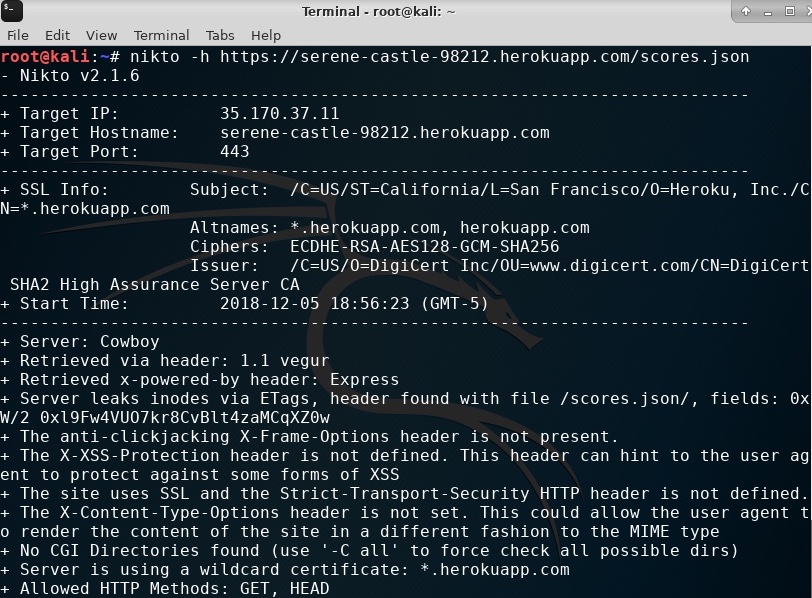 Terminal - root@kali: ~
File Edit View Terminal Tabs Help
root@kali:~# nikto -h https://serene-castle-98212.herokuapp.com/scores.json
- Nikto v2.1.6
---------------------------------------------------------------------------
+ Target IP:          35.170.37.11
+ Target Hostname:    serene-castle-98212.herokuapp.com
+ Target Port:        443
---------------------------------------------------------------------------
+ SSL Info:        Subject:  /C=US/ST=California/L=San Francisco/O=Heroku, Inc./C
N=*.herokuapp.com
                   Altnames: *.herokuapp.com, herokuapp.com
                   Ciphers:  ECDHE-RSA-AES128-GCM-SHA256
                   Issuer:   /C=US/O=DigiCert Inc/OU=www.digicert.com/CN=DigiCert
 SHA2 High Assurance Server CA
+ Start Time:         2018-12-05 18:56:23 (GMT-5)
---------------------------------------------------------------------------
+ Server: Cowboy
+ Retrieved via header: 1.1 vegur
+ Retrieved x-powered-by header: Express
+ Server leaks inodes via ETags, header found with file /scores.json/, fields: 0x
W/2 0xl9Fw4VUO7kr8CvBlt4zaMCqXZ0w
+ The anti-clickjacking X-Frame-Options header is not present.
+ The X-XSS-Protection header is not defined. This header can hint to the user ag
ent to protect against some forms of XSS
+ The site uses SSL and the Strict-Transport-Security HTTP header is not defined.
+ The X-Content-Type-Options header is not set. This could allow the user agent t
o render the content of the site in a different fashion to the MIME type
+ No CGI Directories found (use '-C all' to force check all possible dirs)
+ Server is using a wildcard certificate: *.herokuapp.com
+ Allowed HTTP Methods: GET, HEAD